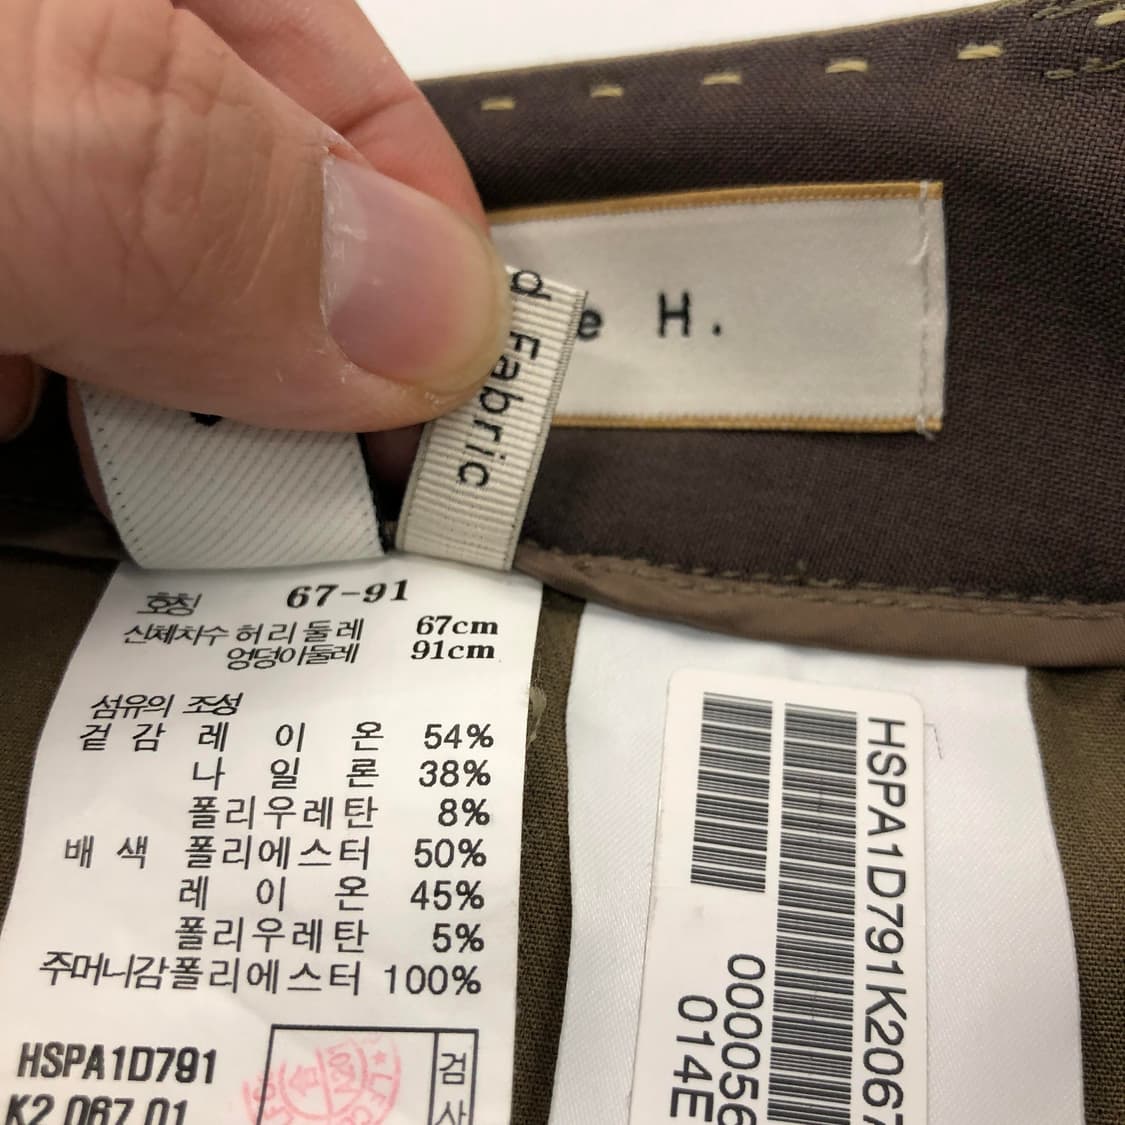 e H.
d Fabric
호칭 67-91
신체치수 허리둘레 67cm
엉덩이둘레 91cm
섬유의 조성
겉감 레이온 54%
나일론 38%
폴리우레탄 8%
배색 폴리에스터 50%
레이온 45%
폴리우레탄 5%
주머니감 폴리에스터 100%
HSPA1D791
K2 067 01
검
사
HSPA1D791K2067
000056
014E